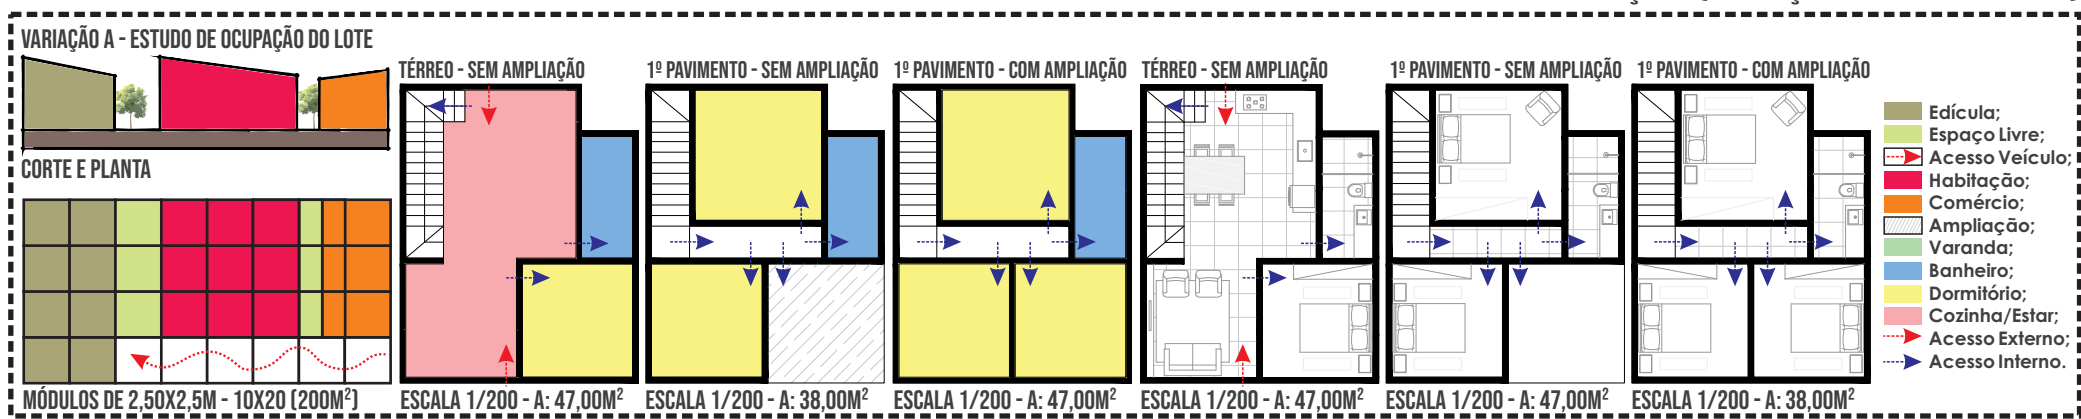 VARIAÇÃO A - ESTUDO DE OCUPAÇÃO DO LOTE
CORTE E PLANTA
MÓDULOS DE 2,50X2,5M - 10X20 (200M²)
TÉRREO - SEM AMPLIAÇÃO
ESCALA 1/200 - A: 47,00M²
1º PAVIMENTO - SEM AMPLIAÇÃO
ESCALA 1/200 - A: 38,00M²
1º PAVIMENTO - COM AMPLIAÇÃO
ESCALA 1/200 - A: 47,00M²
TÉRREO - SEM AMPLIAÇÃO
ESCALA 1/200 - A: 47,00M²
1º PAVIMENTO - SEM AMPLIAÇÃO
ESCALA 1/200 - A: 47,00M²
1º PAVIMENTO - COM AMPLIAÇÃO
ESCALA 1/200 - A: 38,00M²
Edícula;
Espaço Livre;
Acesso Veículo;
Habitação;
Comércio;
Ampliação;
Varanda;
Banheiro;
Dormitório;
Cozinha/Estar;
Acesso Externo;
Acesso Interno.